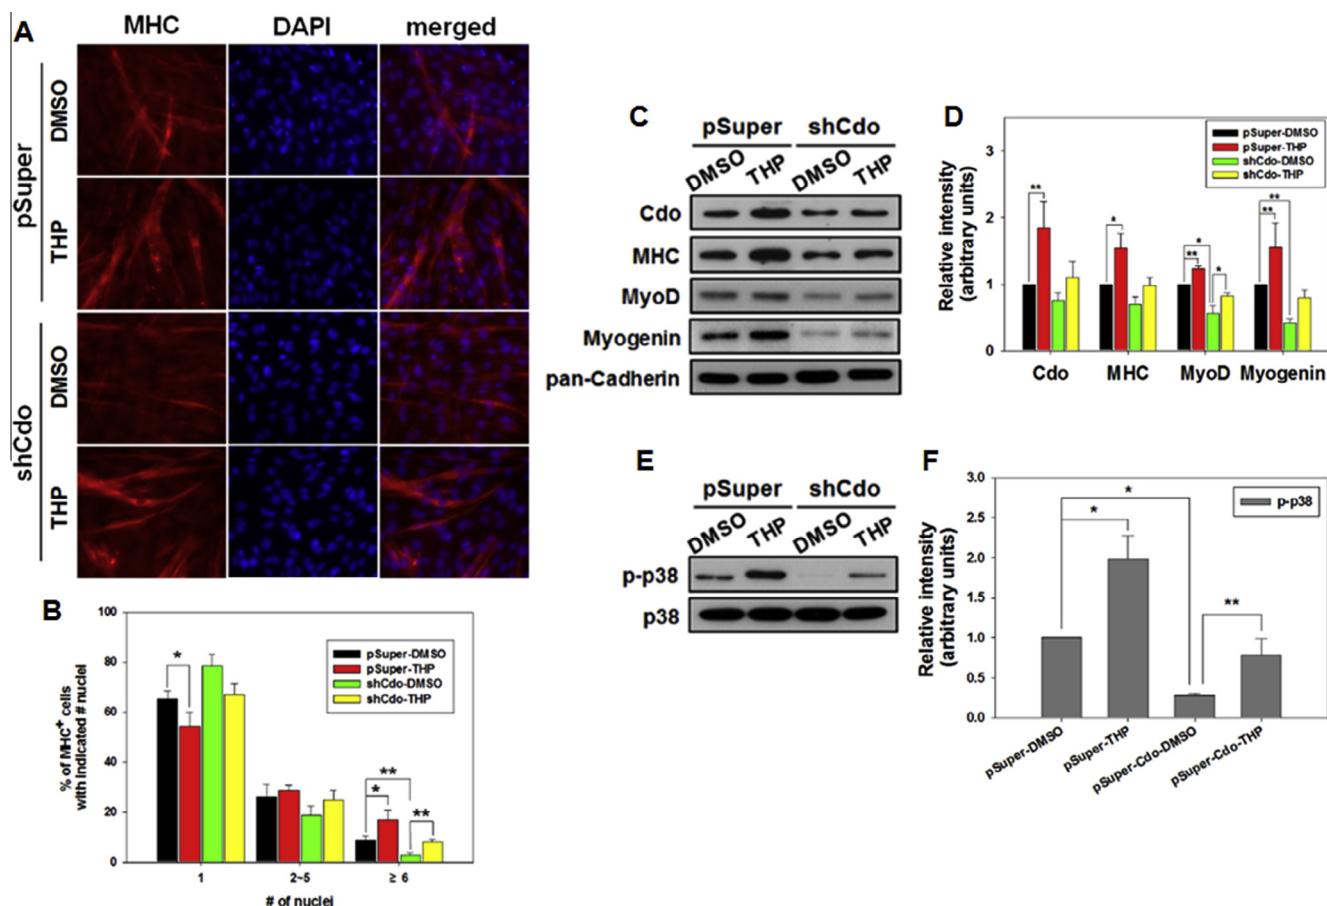 A
MHC DAPI merged
pSuper
DMSO
THP
shCdo
DMSO
THP
B
100
80
60
40
20
0
% of MHC+ cells
with indicated # nuclei
pSuper-DMSO
pSuper-THP
shCdo-DMSO
shCdo-THP
*
**
*
**
1 2~5 ≥ 6
# of nuclei
C
pSuper shCdo
DMSO THP DMSO THP
Cdo
MHC
MyoD
Myogenin
pan-Cadherin
D
3
2
1
0
Relative intensity
(arbitrary units)
pSuper-DMSO
pSuper-THP
shCdo-DMSO
shCdo-THP
**
*
*
**
*
**
**
Cdo MHC MyoD Myogenin
E
pSuper shCdo
DMSO THP DMSO THP
p-p38
p38
F
3.0
2.5
2.0
1.5
1.0
0.5
0.0
Relative intensity
(arbitrary units)
p-p38
*
*
**
pSuper-DMSO
pSuper-THP
pSuper-Cdo-DMSO
pSuper-Cdo-THP